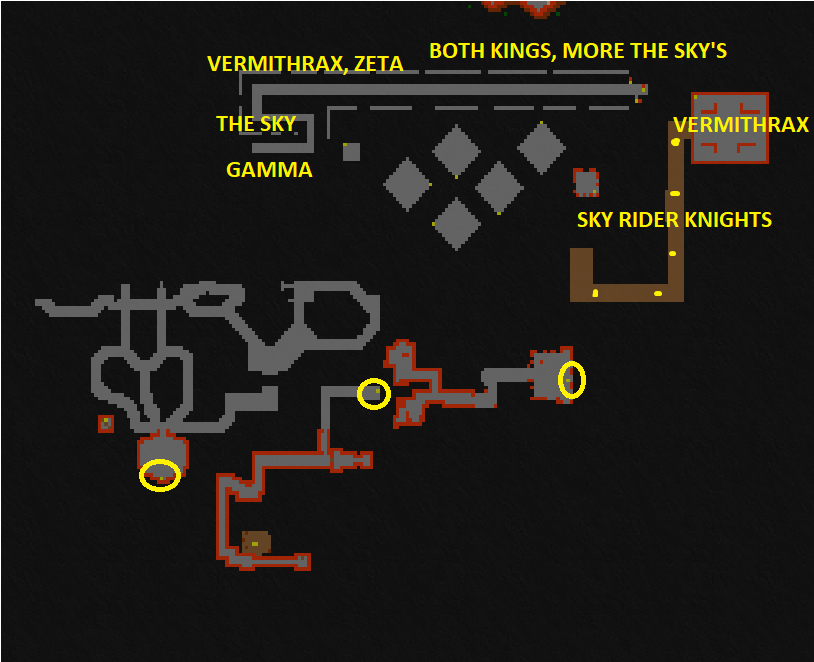 BOTH KINGS, MORE THE SKY'S
VERMITHRAX, ZETA
THE SKY
VERMITHRAX
GAMMA
SKY RIDER KNIGHTS